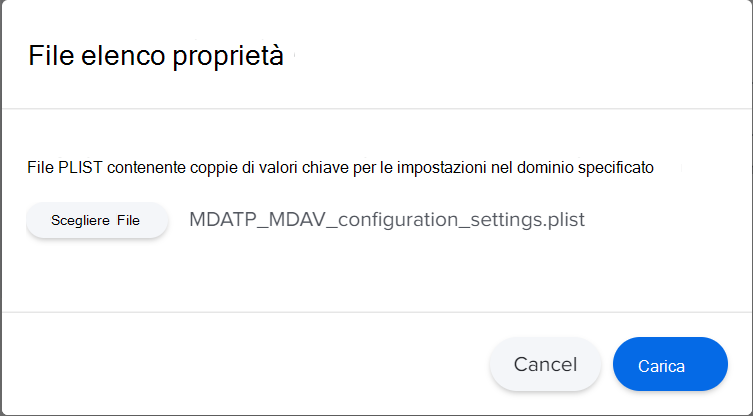 File elenco proprietà
File PLIST contenente coppie di valori chiave per le impostazioni nel dominio specificato
Scegliere File MDATP_MDAV_configuration_settings.plist
Cancel Carica